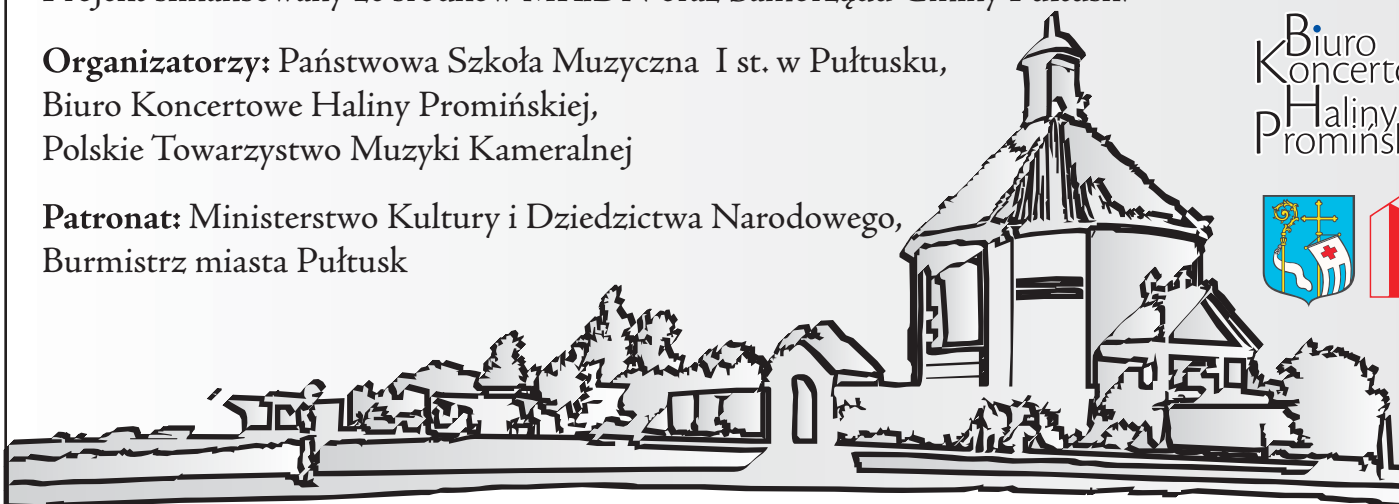 Organizatorzy: Państwowa Szkoła Muzyczna I st. w Pułtusku,
Biuro Koncertowe Haliny Promińskiej,
Polskie Towarzystwo Muzyki Kameralnej
Patronat: Ministerstwo Kultury i Dziedzictwa Narodowego,
Burmistrz miasta Pułtusk
Biuro
Haliny